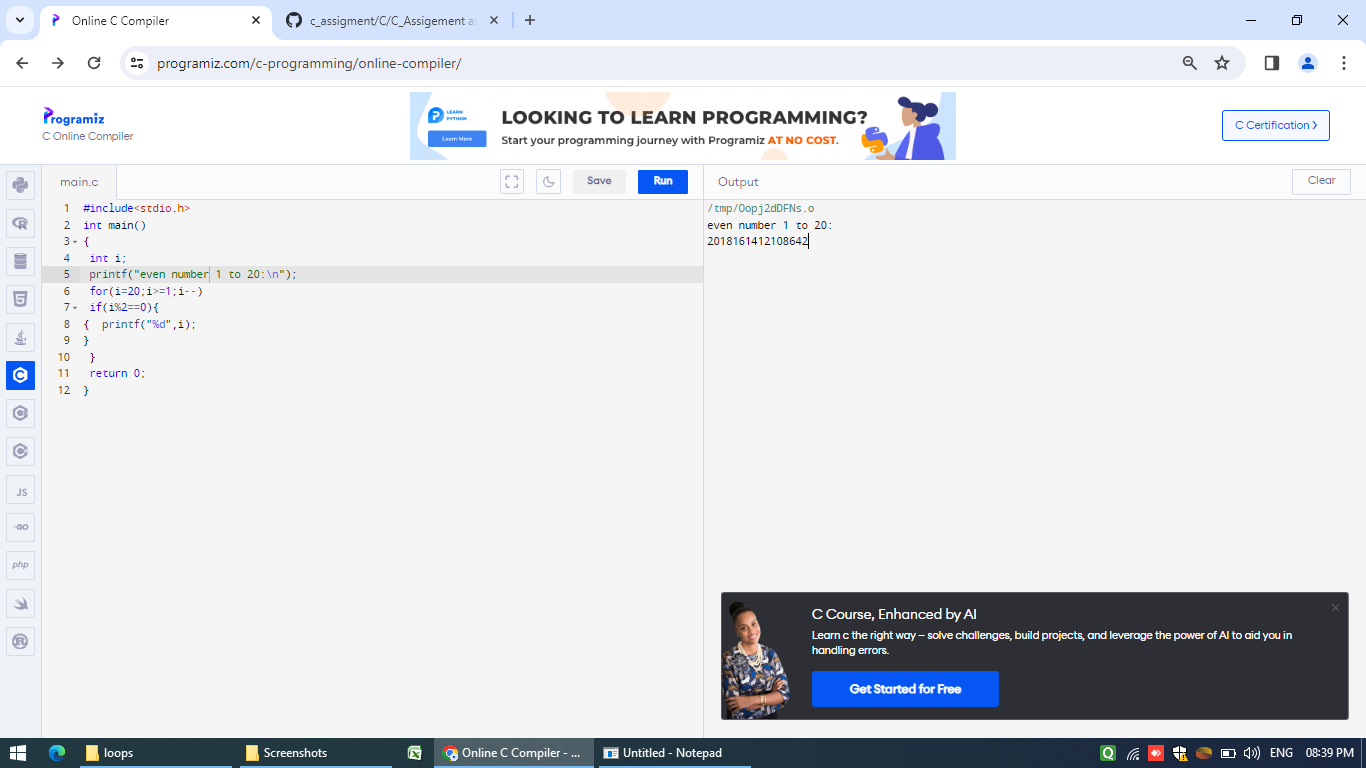 Online C Compiler
c_assigment/C/C_Assigement a
programiz.com/c-programming/online-compiler/
Programiz
C Online Compiler
LEARN
PYTHON
Learn More
LOOKING TO LEARN PROGRAMMING?
Start your programming journey with Programiz AT NO COST.
C Certification >
main.c
Save
Run
Output
Clear
1 #include<stdio.h>
2 int main()
3 {
4 int i;
5 printf("even number 1 to 20:\n");
6 for(i=20;i>=1;i--)
7 if(i%2==0){
8 {  printf("%d",i);
9 }
10 }
11 return 0;
12 }
/tmp/Oopj2dDFNs.o
even number 1 to 20:
2018161412108642
JS
GO
php
C Course, Enhanced by AI
Learn c the right way – solve challenges, build projects, and leverage the power of AI to aid you in
handling errors.
Get Started for Free
loops
Screenshots
Online C Compiler - ...
Untitled - Notepad
ENG
08:39 PM